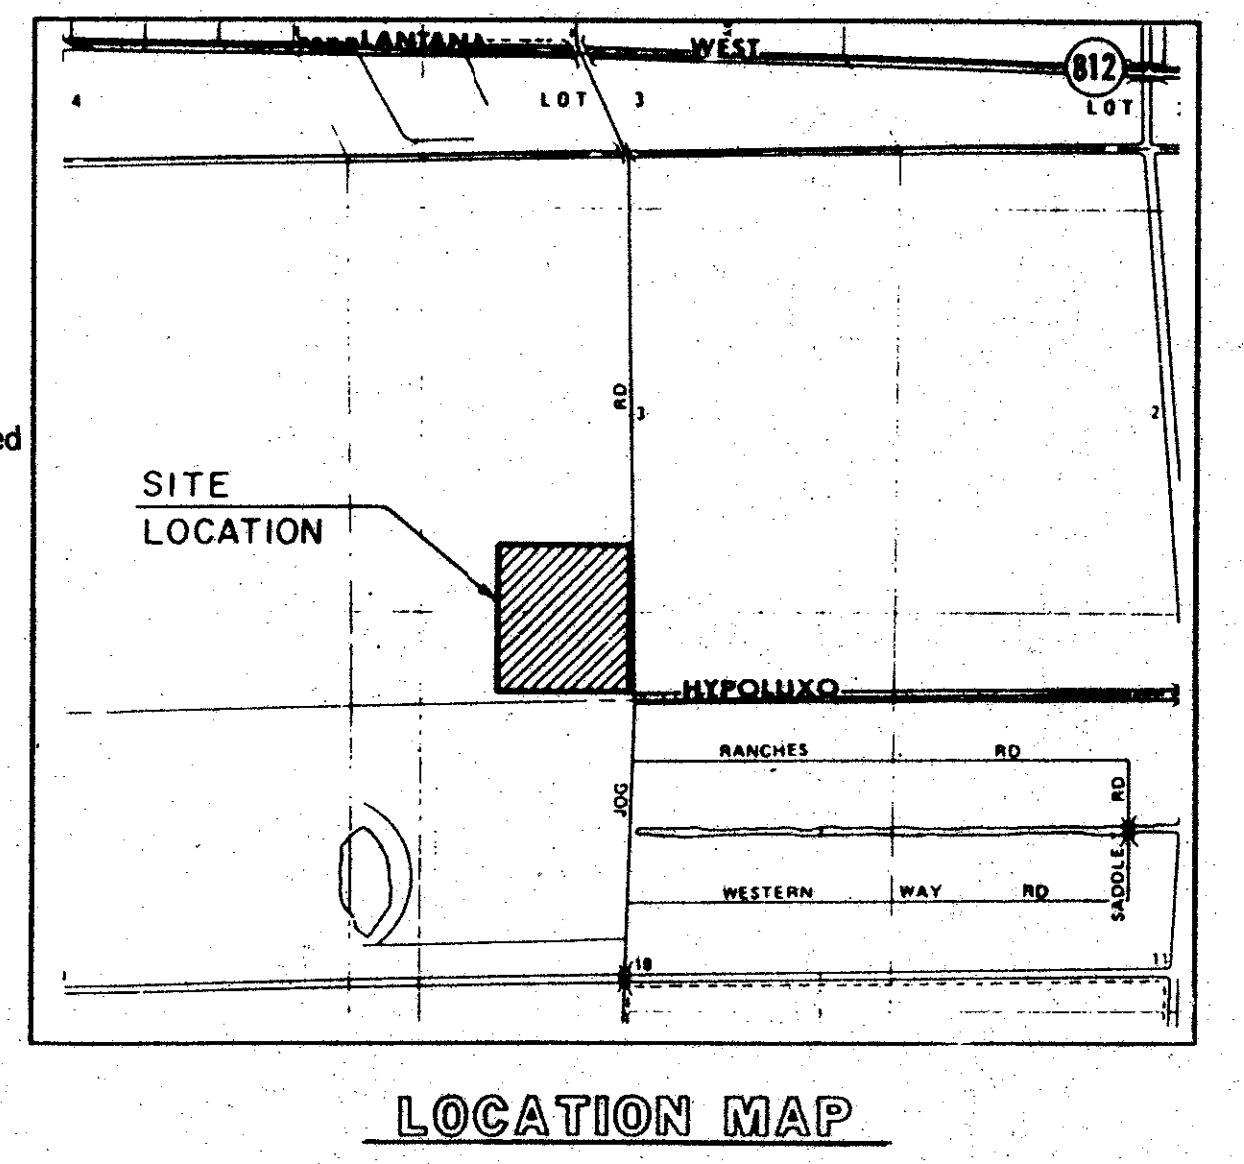 LANTANA WEST
812
4 LOT 3 LOT
RD
3 2
ed
SITE
LOCATION
HYPOLUXO
RANCHES RD
JOG
RD
SADDLE
WESTERN WAY RD
10 11
LOCATION MAP